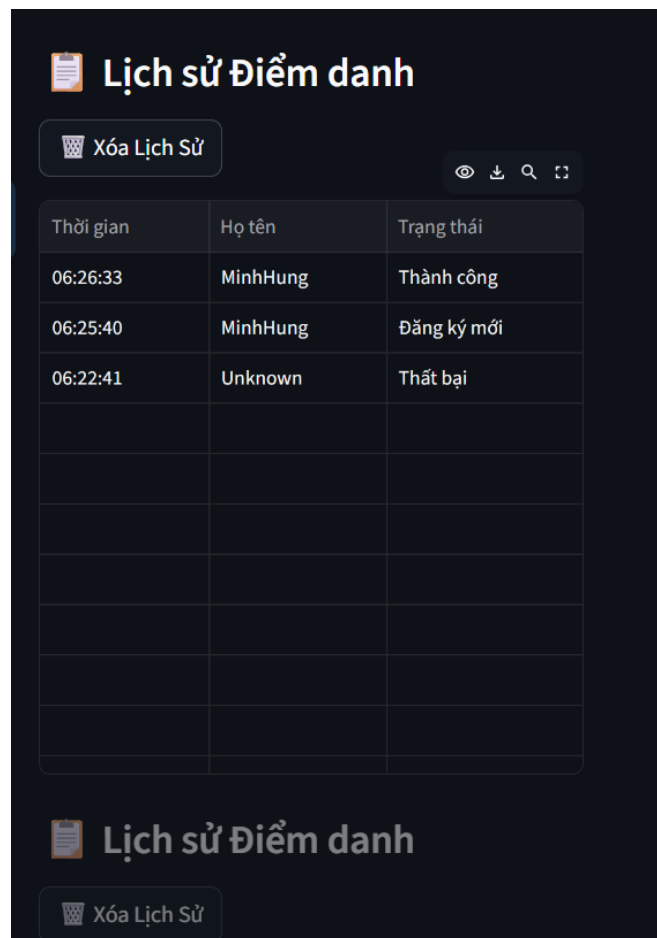 Lịch sử Điểm danh
Xóa Lịch Sử
Thời gian Họ tên Trạng thái
06:26:33 MinhHung Thành công
06:25:40 MinhHung Đăng ký mới
06:22:41 Unknown Thất bại
Lịch sử Điểm danh
Xóa Lịch Sử